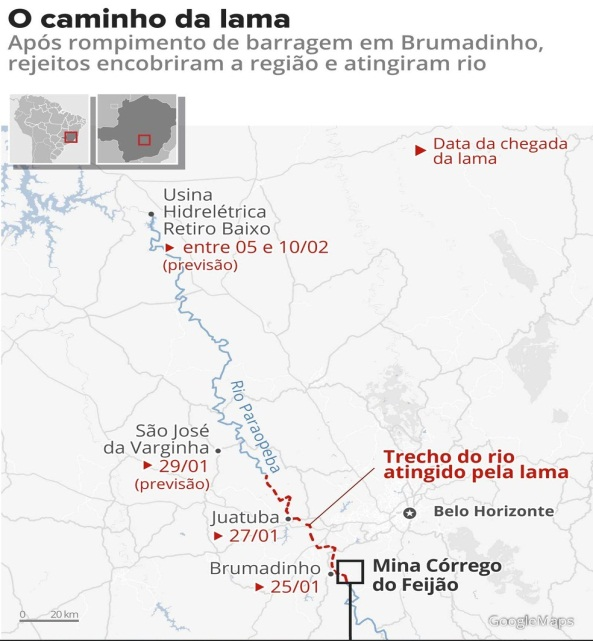 O caminho da lama
Após rompimento de barragem em Brumadinho,
rejeitos encobriram a região e atingiram rio
▶ Data da chegada
da lama
Usina
Hidrelétrica
Retiro Baixo
▶ entre 05 e 10/02
(previsão)
Rio Paraopeba
São José
da Varginha
▶ 29/01
(previsão)
Trecho do rio
atingido pela lama
Juatuba
▶ 27/01
Belo Horizonte
Brumadinho
▶ 25/01
Mina Córrego
do Feijão
0 20 km
GoogleMaps